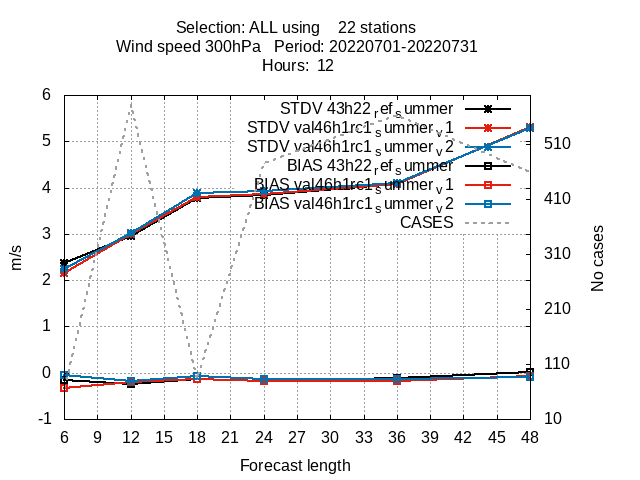 Selection: ALL using 22 stations
Wind speed 300hPa Period: 20220701-20220731
Hours: 12
STDV 43h22_ref_summer
STDV val46h1rc1_summer_v1
STDV val46h1rc1_summer_v2
BIAS 43h22_ref_summer
BIAS val46h1rc1_summer_v1
BIAS val46h1rc1_summer_v2
CASES
6
5
4
3
2
1
0
-1
m/s
510
410
310
210
110
10
No cases
6 9 12 15 18 21 24 27 30 33 36 39 42 45 48
Forecast length